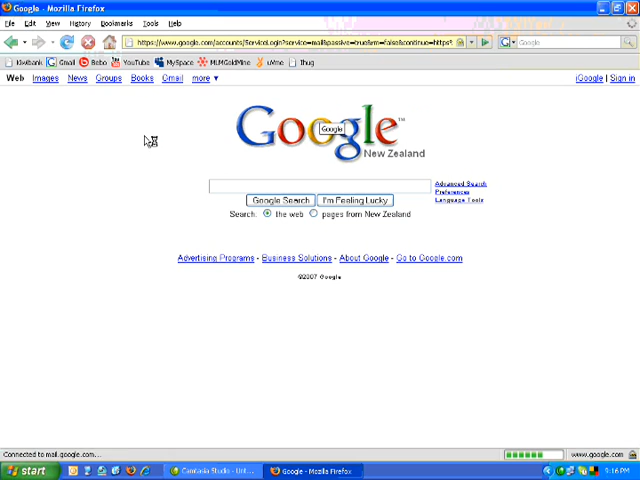 Google - Mozilla Firefox
File Edit View History Bookmarks Tools Help
https://www.google.com/accounts/ServiceLogin?service=mail&passive=true&rm=false&continue=https%
Google
Kiwibank Gmail Bebo YouTube MySpace MLMGoldMine uVme Ihug
Web Images News Groups Books Gmail more ▼ iGoogle | Sign in
Google™
Google
New Zealand
Advanced Search
Preferences
Language Tools
Google Search I'm Feeling Lucky
Search: the web pages from New Zealand
Advertising Programs - Business Solutions - About Google - Go to Google.com
©2007 Google
Connected to mail.google.com... www.google.com
start Camtasia Studio - Unt... Google - Mozilla Firefox 9:16 PM